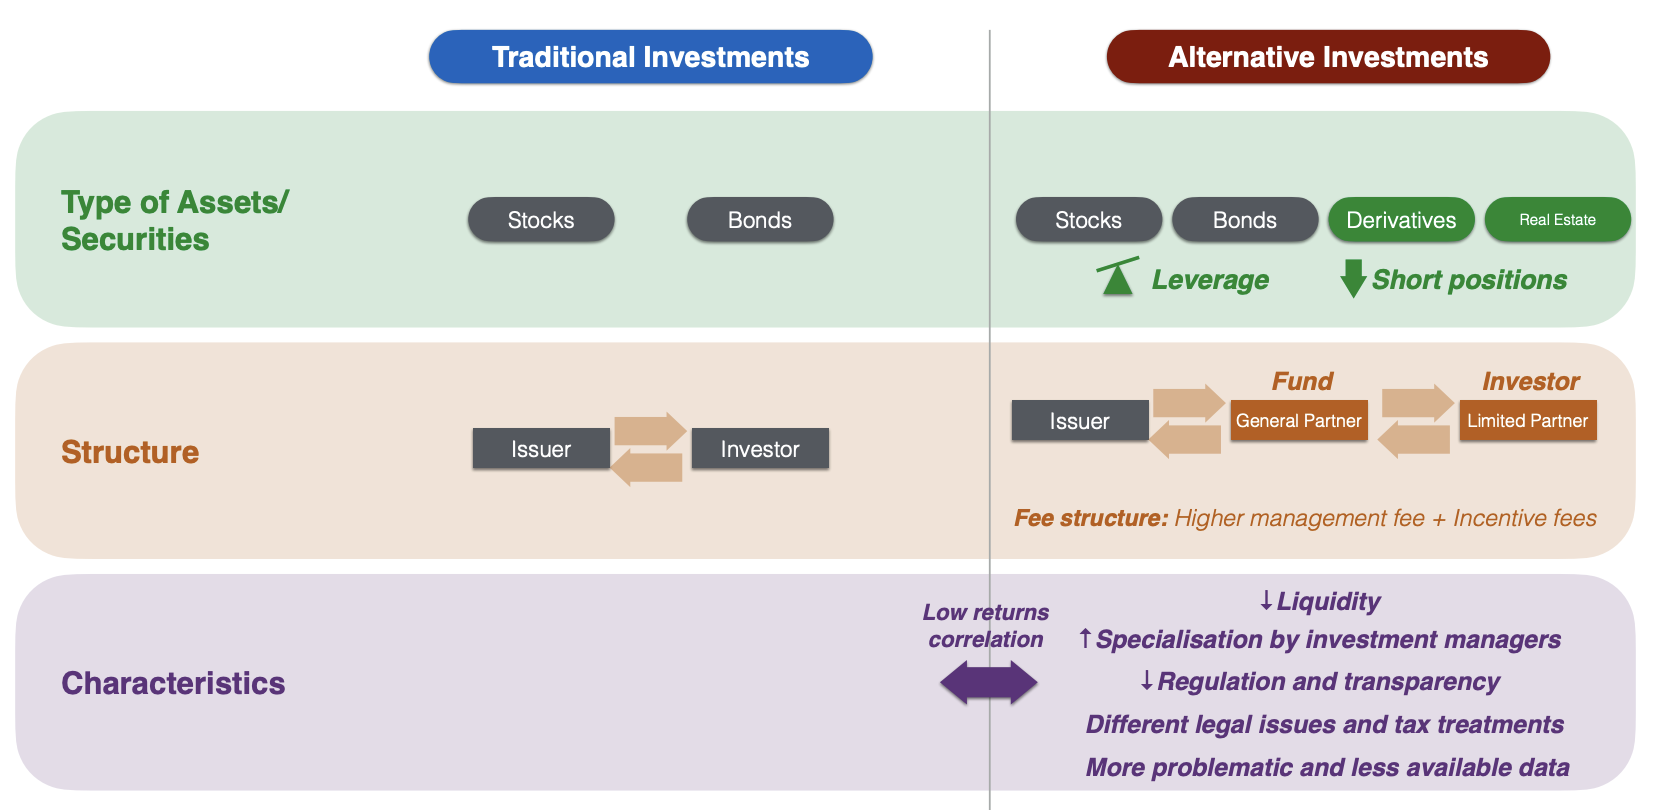 Traditional Investments
Alternative Investments
Type of Assets/
Securities
Stocks
Bonds
Stocks
Bonds
Derivatives
Real Estate
Leverage
Short positions
Structure
Issuer
Investor
Fund
Investor
Issuer
General Partner
Limited Partner
Fee structure: Higher management fee + Incentive fees
Characteristics
Low returns
correlation
↓Liquidity
↑Specialisation by investment managers
↓Regulation and transparency
Different legal issues and tax treatments
More problematic and less available data